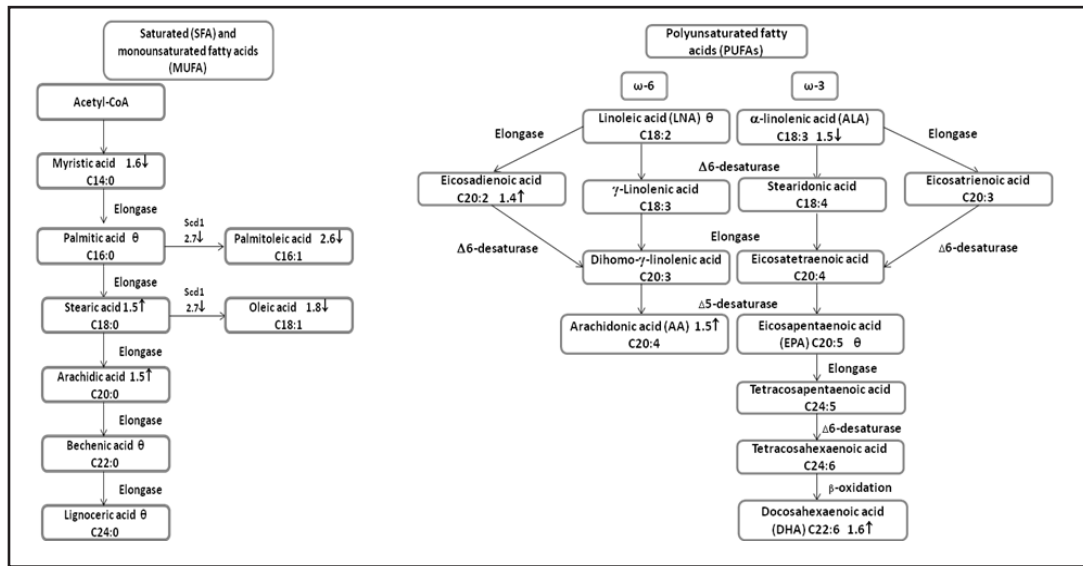 Saturated (SFA) and
monounsaturated fatty acids
(MUFA)
Acetyl-CoA
Myristic acid 1.6↓
C14:0
Elongase
Palmitic acid θ
C16:0
Scd1
2.7↓
Palmitoleic acid 2.6↓
C16:1
Elongase
Stearic acid 1.5↑
C18:0
Scd1
2.7↓
Oleic acid 1.8↓
C18:1
Elongase
Arachidic acid 1.5↑
C20:0
Elongase
Bechenic acid θ
C22:0
Elongase
Lignoceric acid θ
C24:0
Polyunsaturated fatty
acids (PUFAs)
ω-6
ω-3
Linoleic acid (LNA) θ
C18:2
α-linolenic acid (ALA)
C18:3 1.5↓
Elongase
Elongase
Δ6-desaturase
Eicosadienoic acid
C20:2 1.4↑
γ-Linolenic acid
C18:3
Stearidonic acid
C18:4
Eicosatrienoic acid
C20:3
Δ6-desaturase
Elongase
Δ6-desaturase
Dihomo-γ-linolenic acid
C20:3
Eicosatetraenoic acid
C20:4
Δ5-desaturase
Arachidonic acid (AA) 1.5↑
C20:4
Eicosapentaenoic acid
(EPA) C20:5 θ
Elongase
Tetracosapentaenoic acid
C24:5
Δ6-desaturase
Tetracosahexaenoic acid
C24:6
β-oxidation
Docosahexaenoic acid
(DHA) C22:6 1.6↑